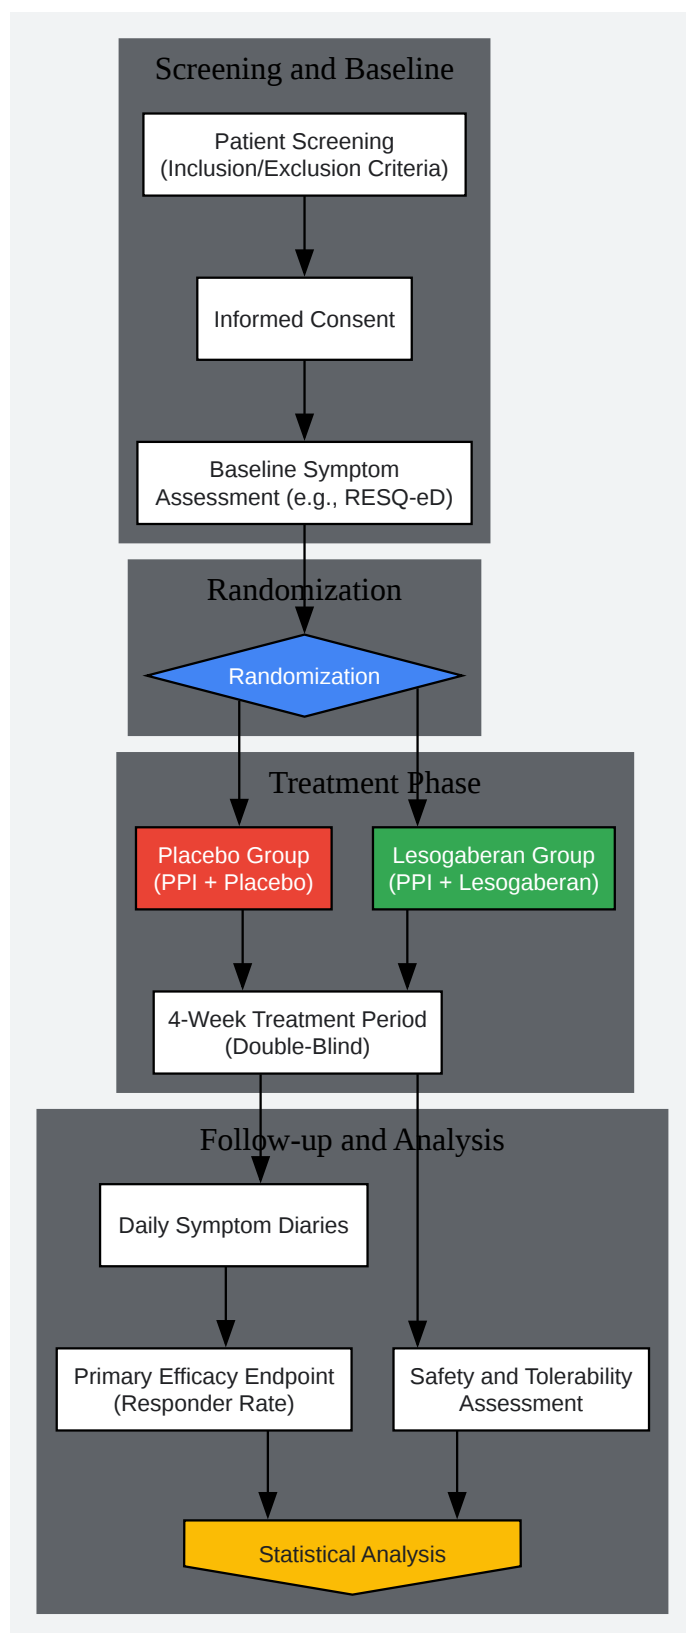 Screening and Baseline
Patient Screening
(Inclusion/Exclusion Criteria)
Informed Consent
Baseline Symptom
Assessment (e.g., RESQ-eD)
Randomization
Randomization
Treatment Phase
Placebo Group
(PPI + Placebo)
Lesogaberan Group
(PPI + Lesogaberan)
4-Week Treatment Period
(Double-Blind)
Follow-up and Analysis
Daily Symptom Diaries
Primary Efficacy Endpoint
(Responder Rate)
Safety and Tolerability
Assessment
Statistical Analysis